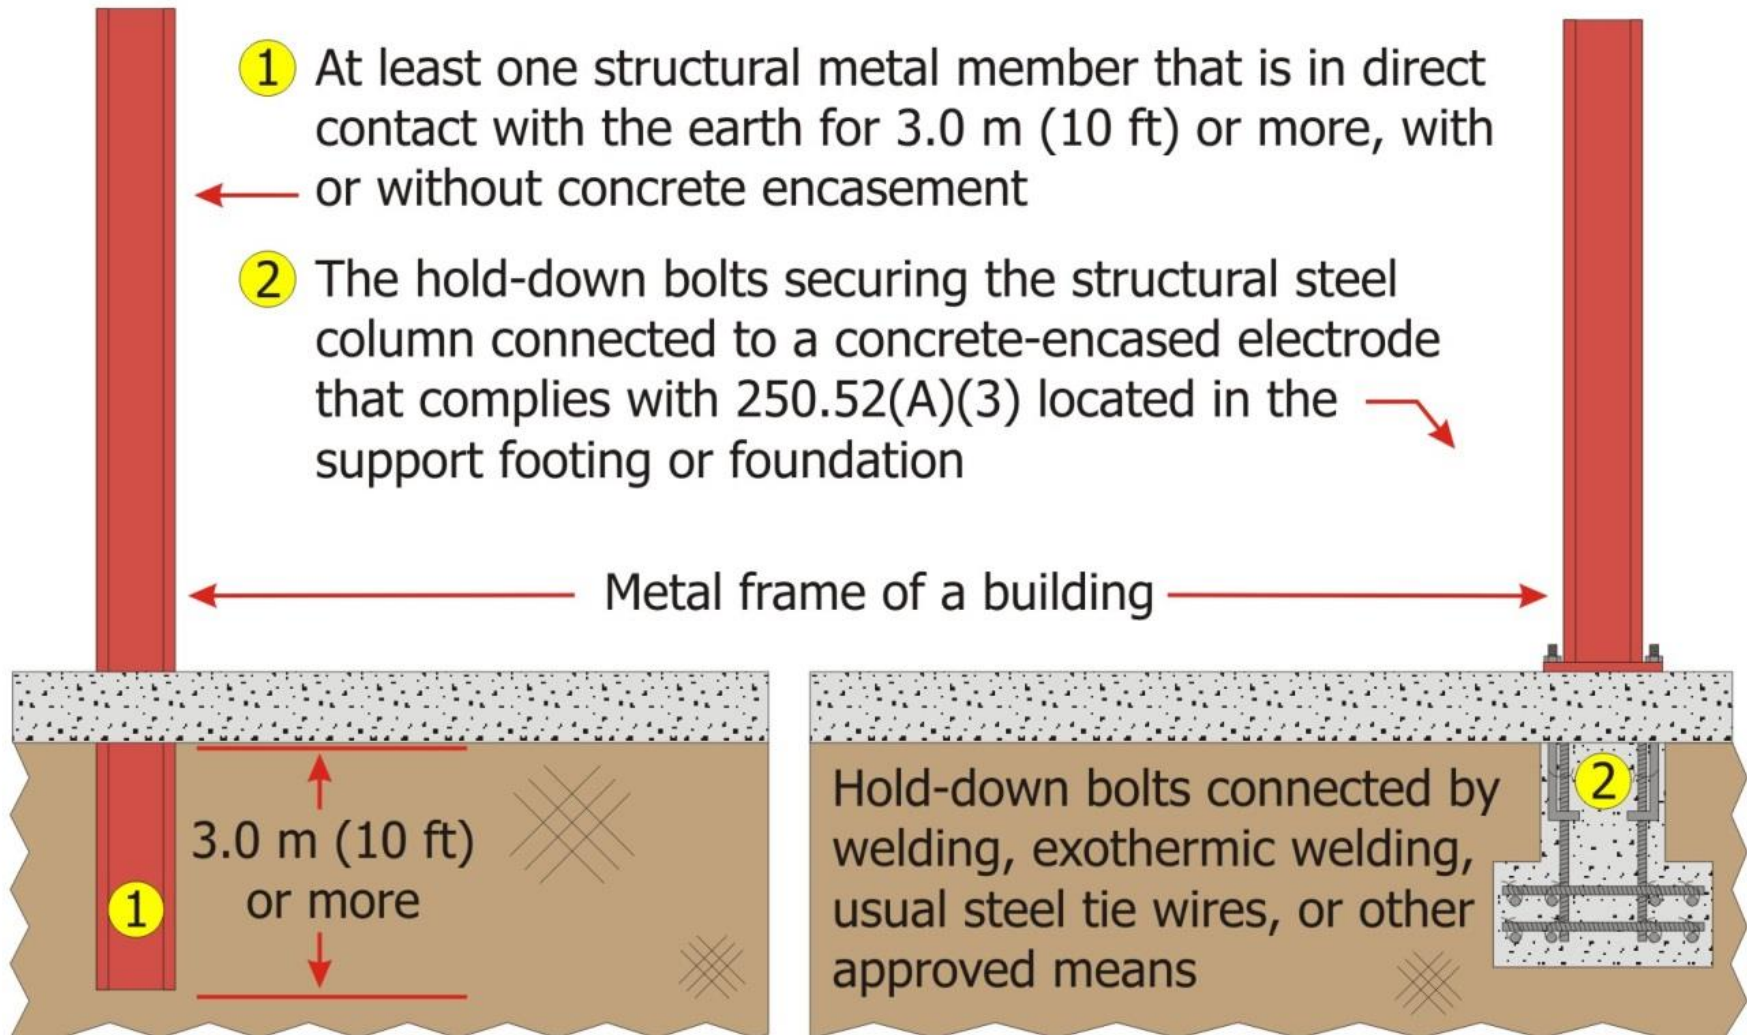 1 At least one structural metal member that is in direct
contact with the earth for 3.0 m (10 ft) or more, with
or without concrete encasement
2 The hold-down bolts securing the structural steel
column connected to a concrete-encased electrode
that complies with 250.52(A)(3) located in the
support footing or foundation
Metal frame of a building
3.0 m (10 ft)
or more
1
Hold-down bolts connected by
welding, exothermic welding,
usual steel tie wires, or other
approved means
2